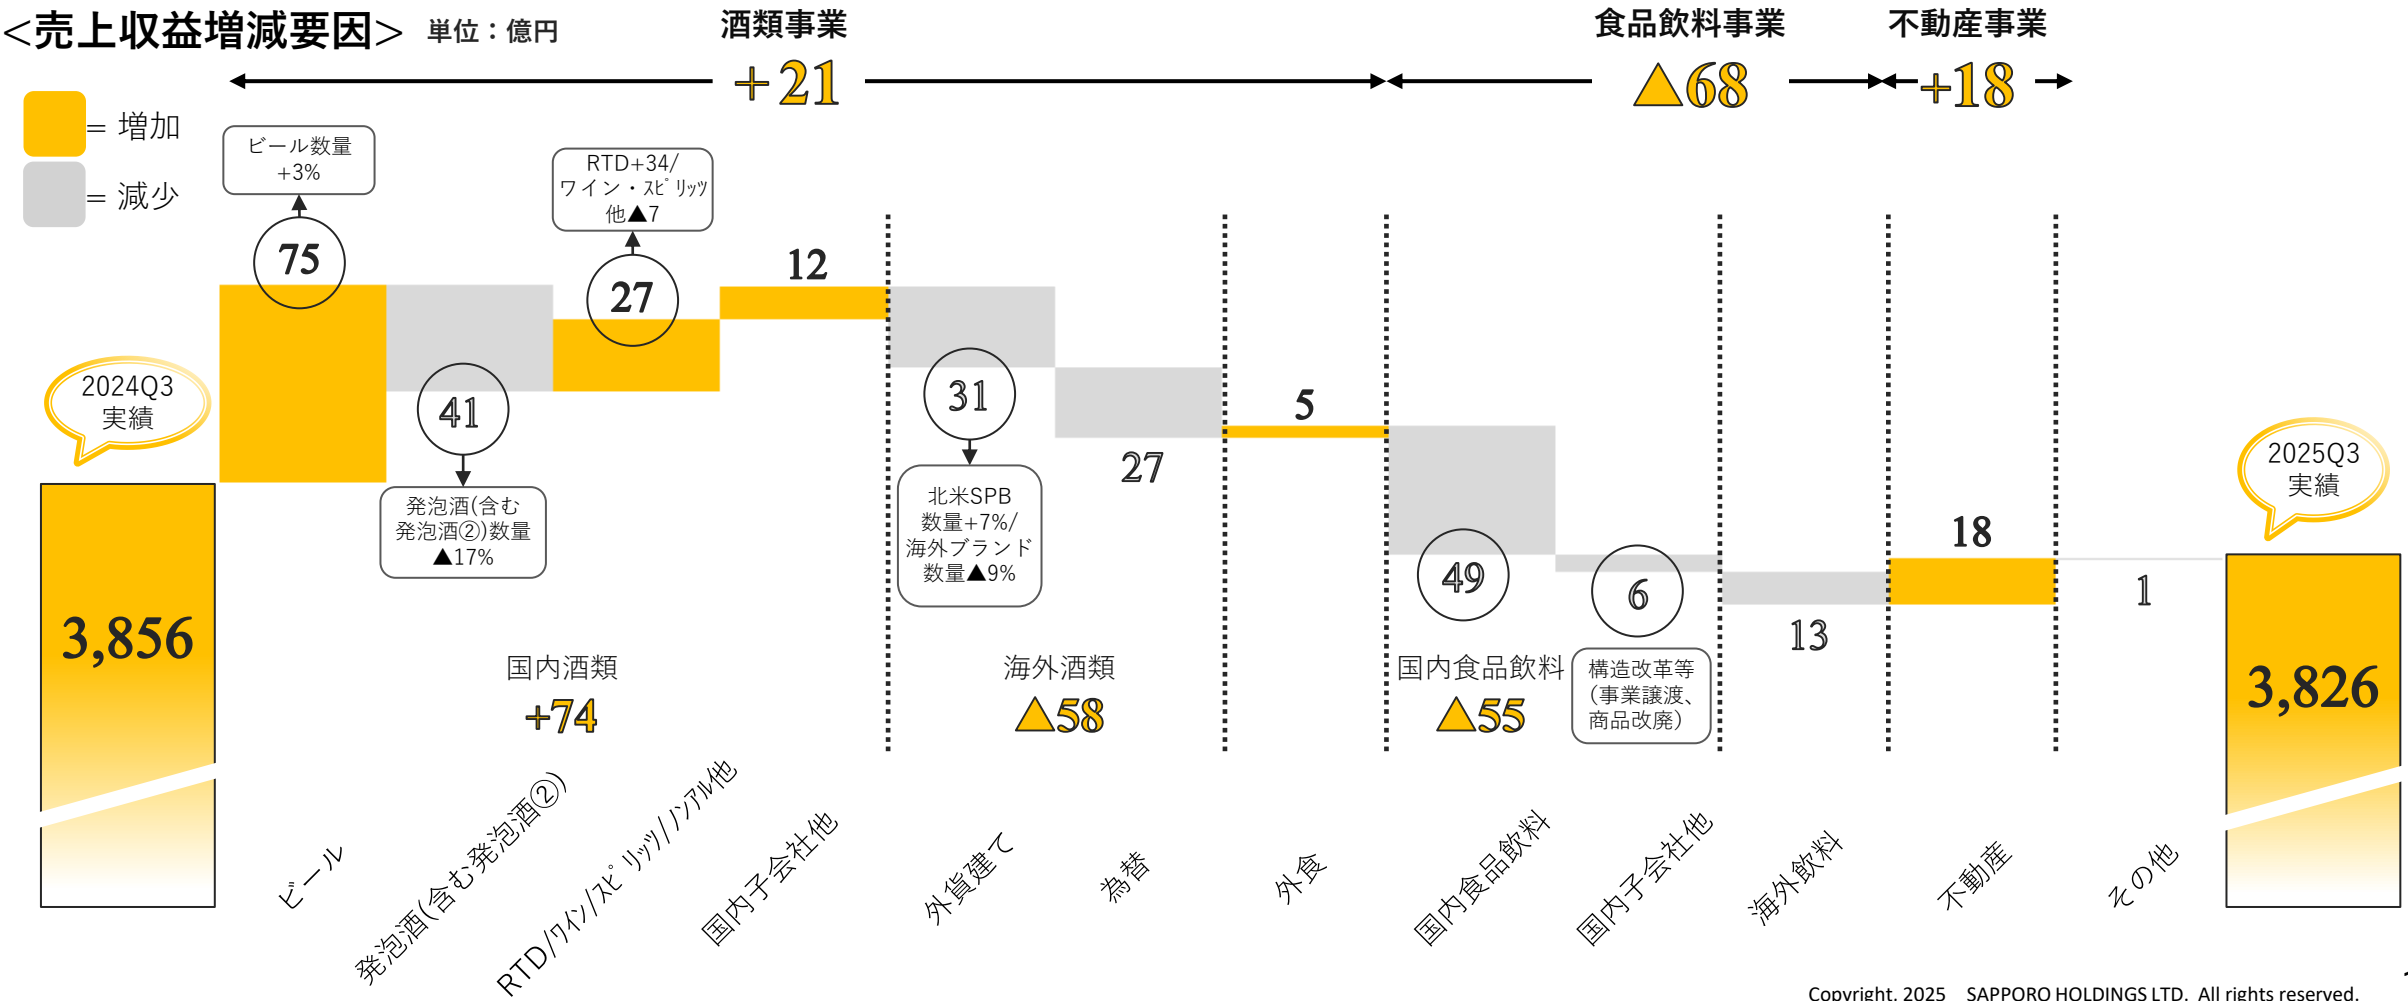 <売上収益増減要因> 単位：億円
酒類事業
+21
食品飲料事業
△68
不動産事業
+18
= 増加
= 減少
ビール数量
+3%
RTD+34/
ワイン・ｽﾋﾟﾘｯﾂ
他▲7
75
27
12
41
31
27
5
49
6
13
18
1
2024Q3
実績
3,856
発泡酒(含む
発泡酒②)数量
▲17%
北米SPB
数量+7%/
海外ブランド
数量▲9%
構造改革等
（事業譲渡、
商品改廃）
2025Q3
実績
3,826
国内酒類
+74
海外酒類
△58
国内食品飲料
△55
ビール
発泡酒(含む発泡酒②)
RTD/ﾜｲﾝ/ｽﾋﾟﾘｯﾂ/ﾉﾝｱﾙ他
国内子会社他
外貨建て
為替
外食
国内食品飲料
国内子会社他
海外飲料
不動産
その他
Copyright, 2025 SAPPORO HOLDINGS LTD. All rights reserved.